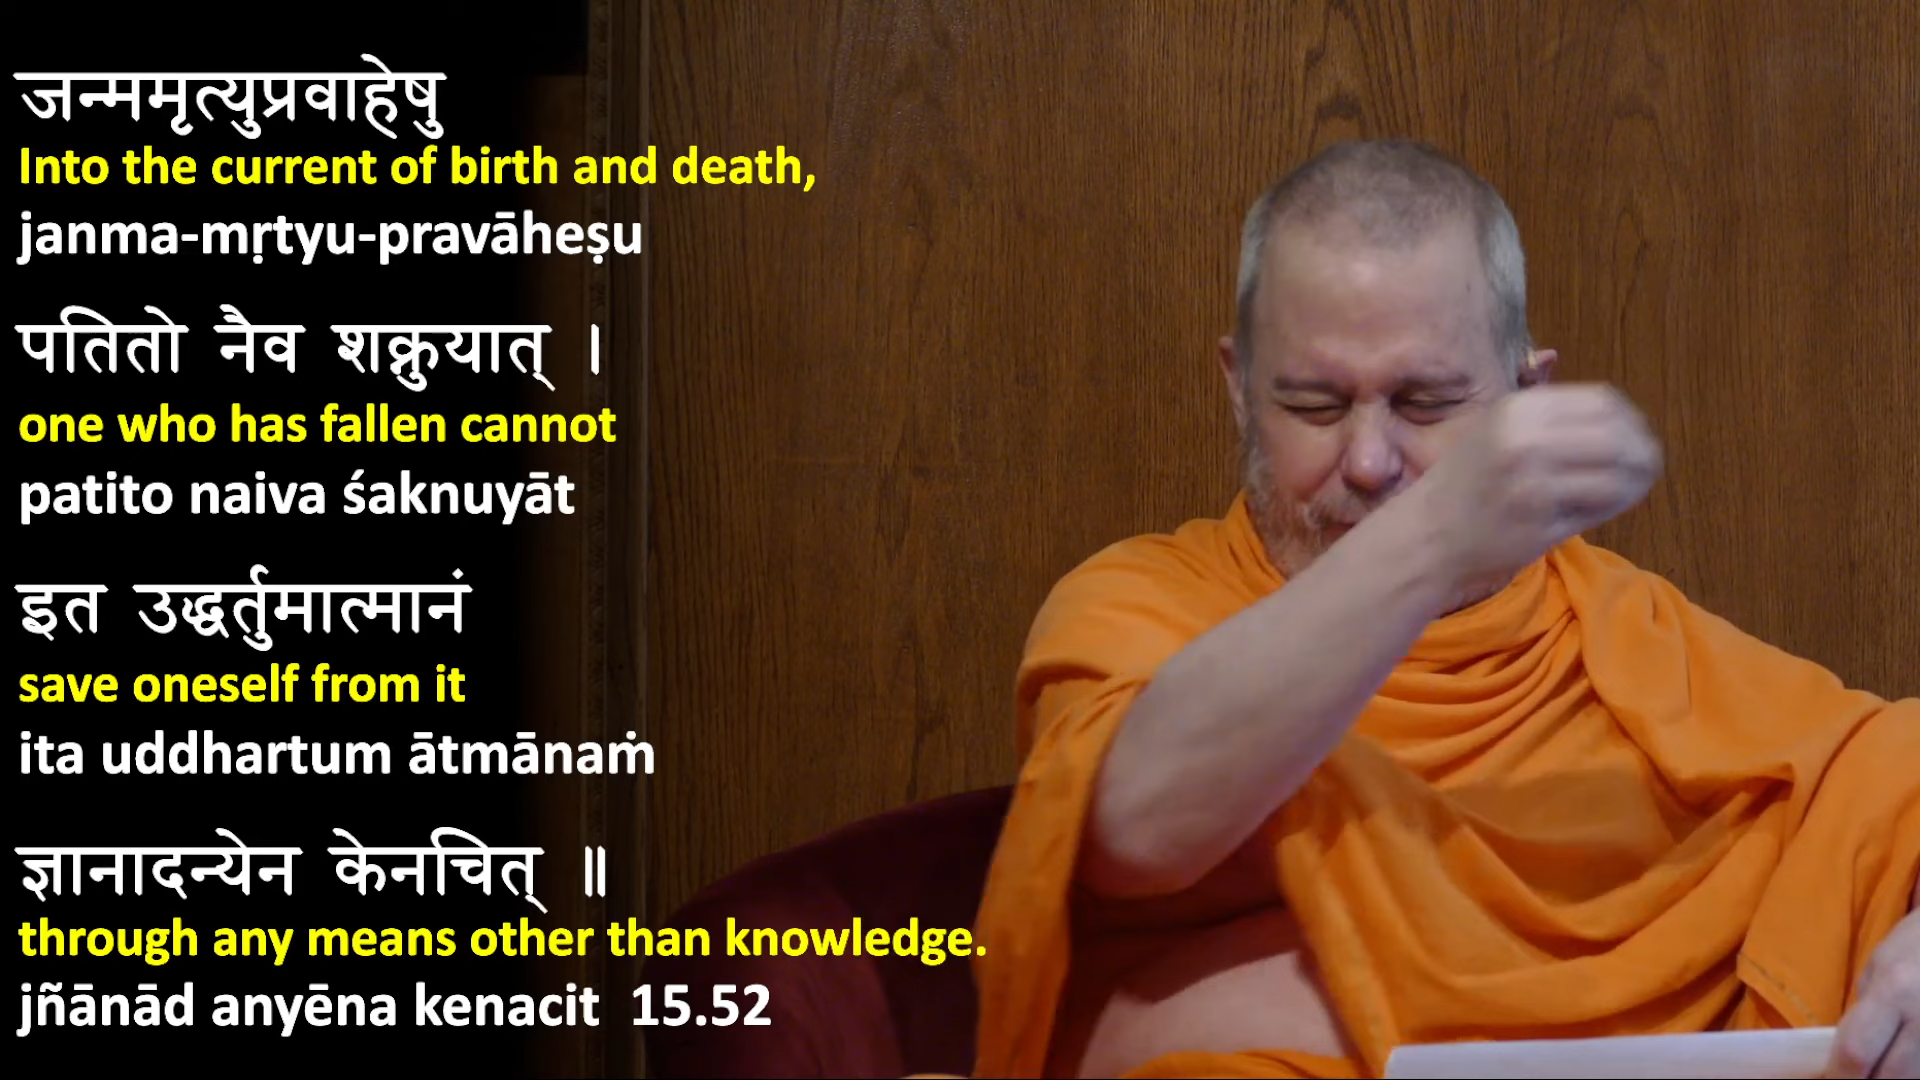 जन्ममृत्युप्रवाहेषु
Into the current of birth and death,
janma-mṛtyu-pravāheṣu
पतितो नैव शक्नुयात् ।
one who has fallen cannot
patito naiva śaknuyāt
इत उद्धर्तुमात्मानं
save oneself from it
ita uddhartum ātmānaṁ
ज्ञानादन्येन केनचित् ॥
through any means other than knowledge.
jñānād anyēna kenacit 15.52